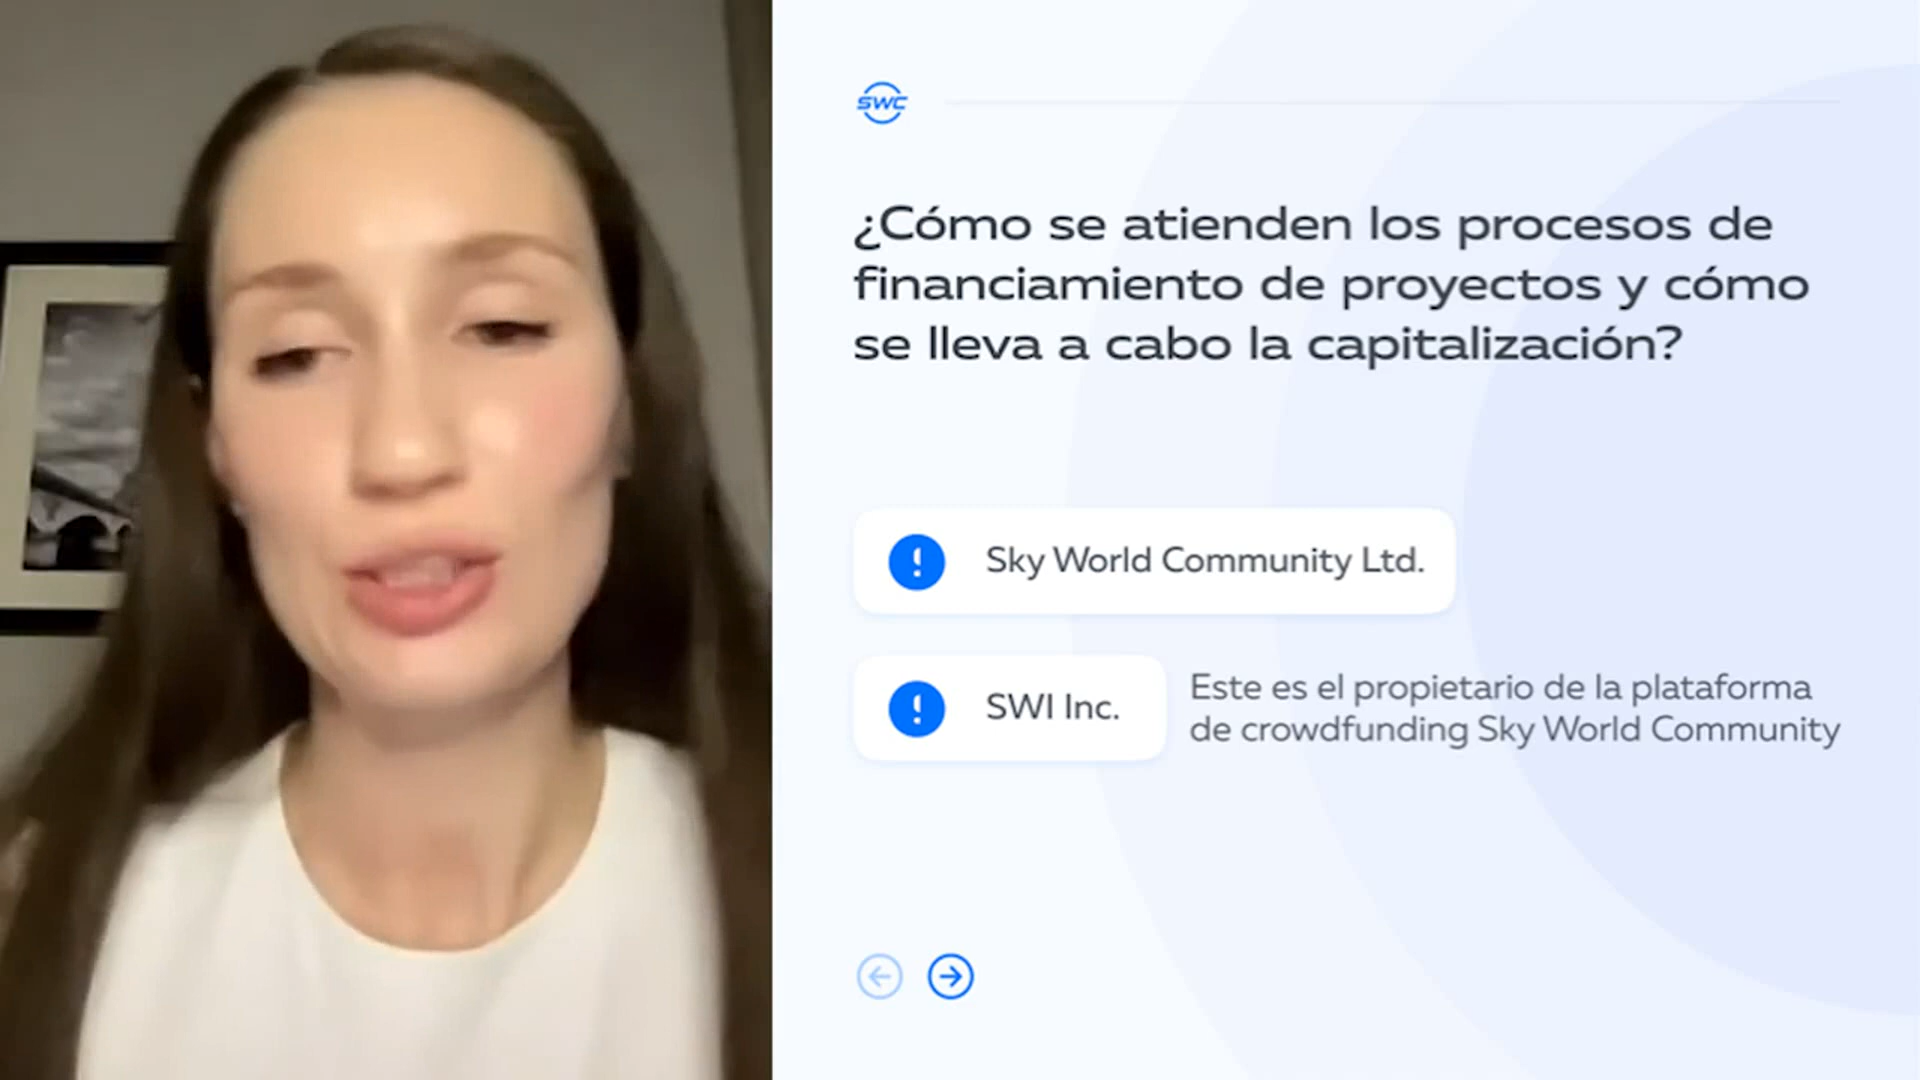 SWC
¿Cómo se atienden los procesos de
financiamiento de proyectos y cómo
se lleva a cabo la capitalización?
Sky World Community Ltd.
SWI Inc.
Este es el propietario de la plataforma
de crowdfunding Sky World Community